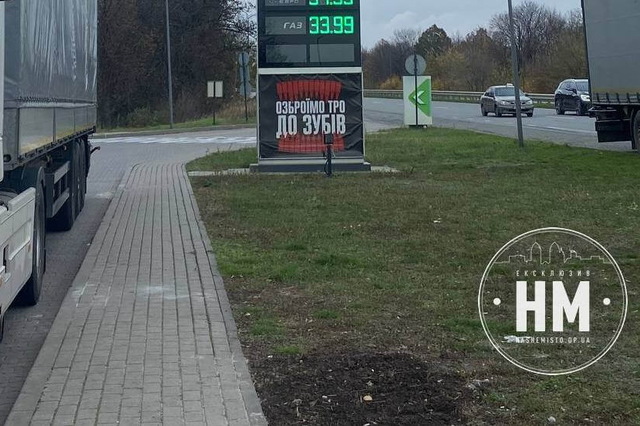 ГАЗ 33.99
ОЗБРОЇМО ТРО
ДО ЗУБІВ
ЕКСКЛЮЗИВ
НМ
NASHEMISTO.DP.UA